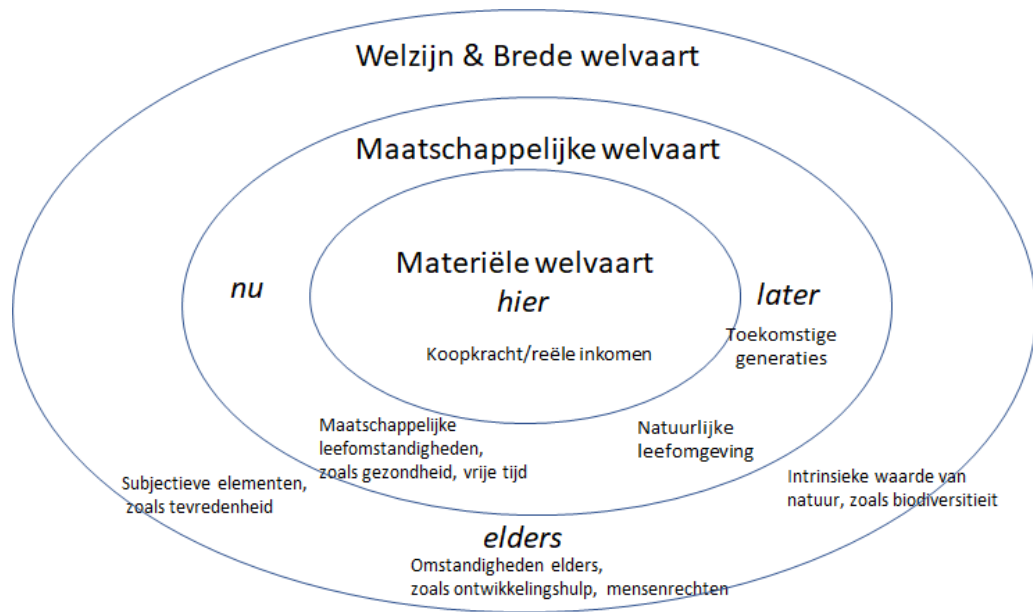 Welzijn & Brede welvaart
Maatschappelijke welvaart
Materiële welvaart
hier
nu
later
Koopkracht/reële inkomen
Toekomstige
generaties
Maatschappelijke
leefomstandigheden,
zoals gezondheid, vrije tijd
Natuurlijke
leefomgeving
Subjectieve elementen,
zoals tevredenheid
Intrinsieke waarde van
natuur, zoals biodiversitieit
elders
Omstandigheden elders,
zoals ontwikkelingshulp, mensenrechten